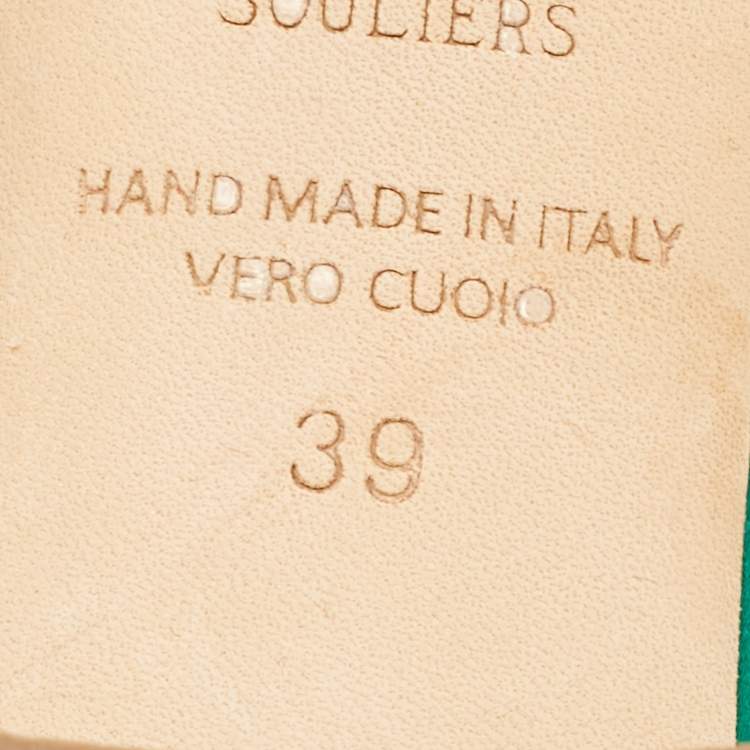 SOULIERS
HAND MADE IN ITALY
VERO CUOIO
39